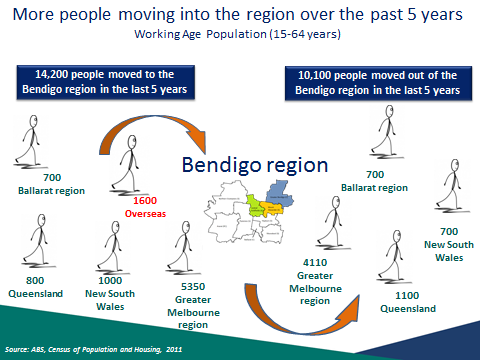 More people moving into the region over the past 5 years
Working Age Population (15-64 years)
14,200 people moved to the
Bendigo region in the last 5 years
10,100 people moved out of the
Bendigo region in the last 5 years
Bendigo region
700
Ballarat region
1600
Overseas
800
Queensland
1000
New South
Wales
5350
Greater
Melbourne
region
700
Ballarat region
700
New South
Wales
4110
Greater
Melbourne
region
1100
Queensland
Source: ABS, Census of Population and Housing, 2011